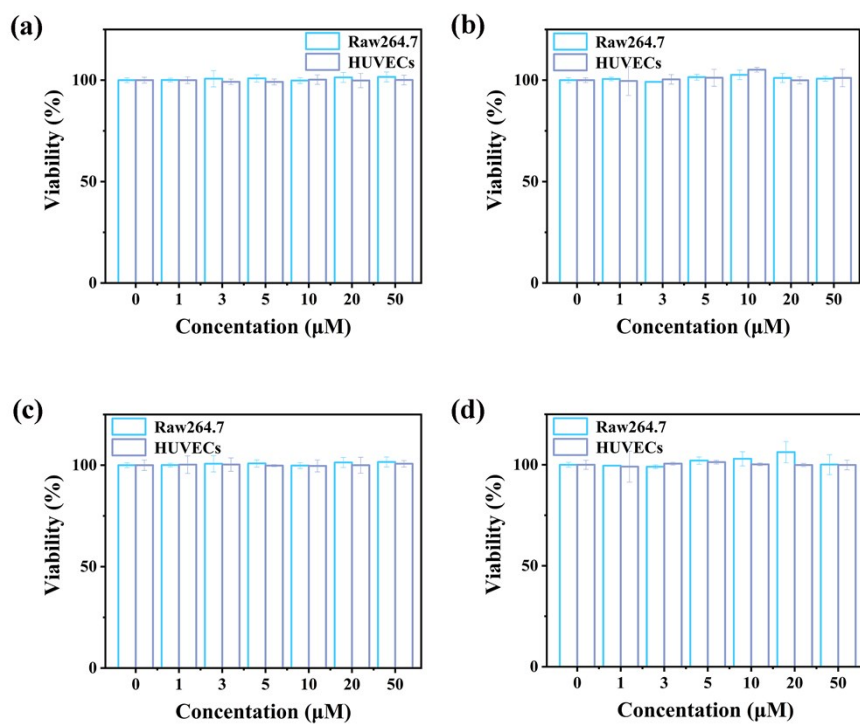 (a)
Raw264.7
HUVECs
Viability (%)
100
50
0
0 1 3 5 10 20 50
Concentation (μM)
(b)
Raw264.7
HUVECs
Viability (%)
100
50
0
0 1 3 5 10 20 50
Concentation (μM)
(c)
Raw264.7
HUVECs
Viability (%)
100
50
0
0 1 3 5 10 20 50
Concentration (μM)
(d)
Raw264.7
HUVECs
Viability (%)
100
50
0
0 1 3 5 10 20 50
Concentration (μM)